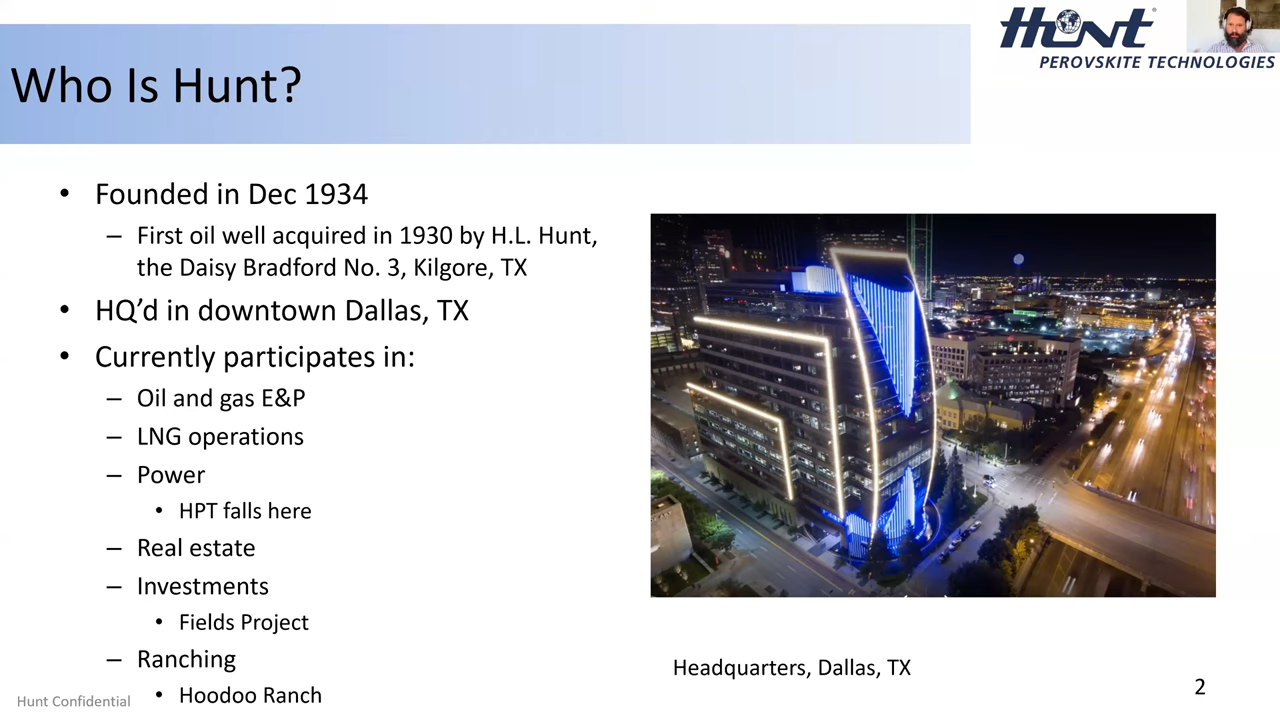 Who Is Hunt?
Hunt®
PEROVSKITE TECHNOLOGIES
• Founded in Dec 1934
– First oil well acquired in 1930 by H.L. Hunt,
the Daisy Bradford No. 3, Kilgore, TX
• HQ’d in downtown Dallas, TX
• Currently participates in:
– Oil and gas E&P
– LNG operations
– Power
• HPT falls here
– Real estate
– Investments
• Fields Project
– Ranching
• Hoodoo Ranch
Headquarters, Dallas, TX
Hunt Confidential
2